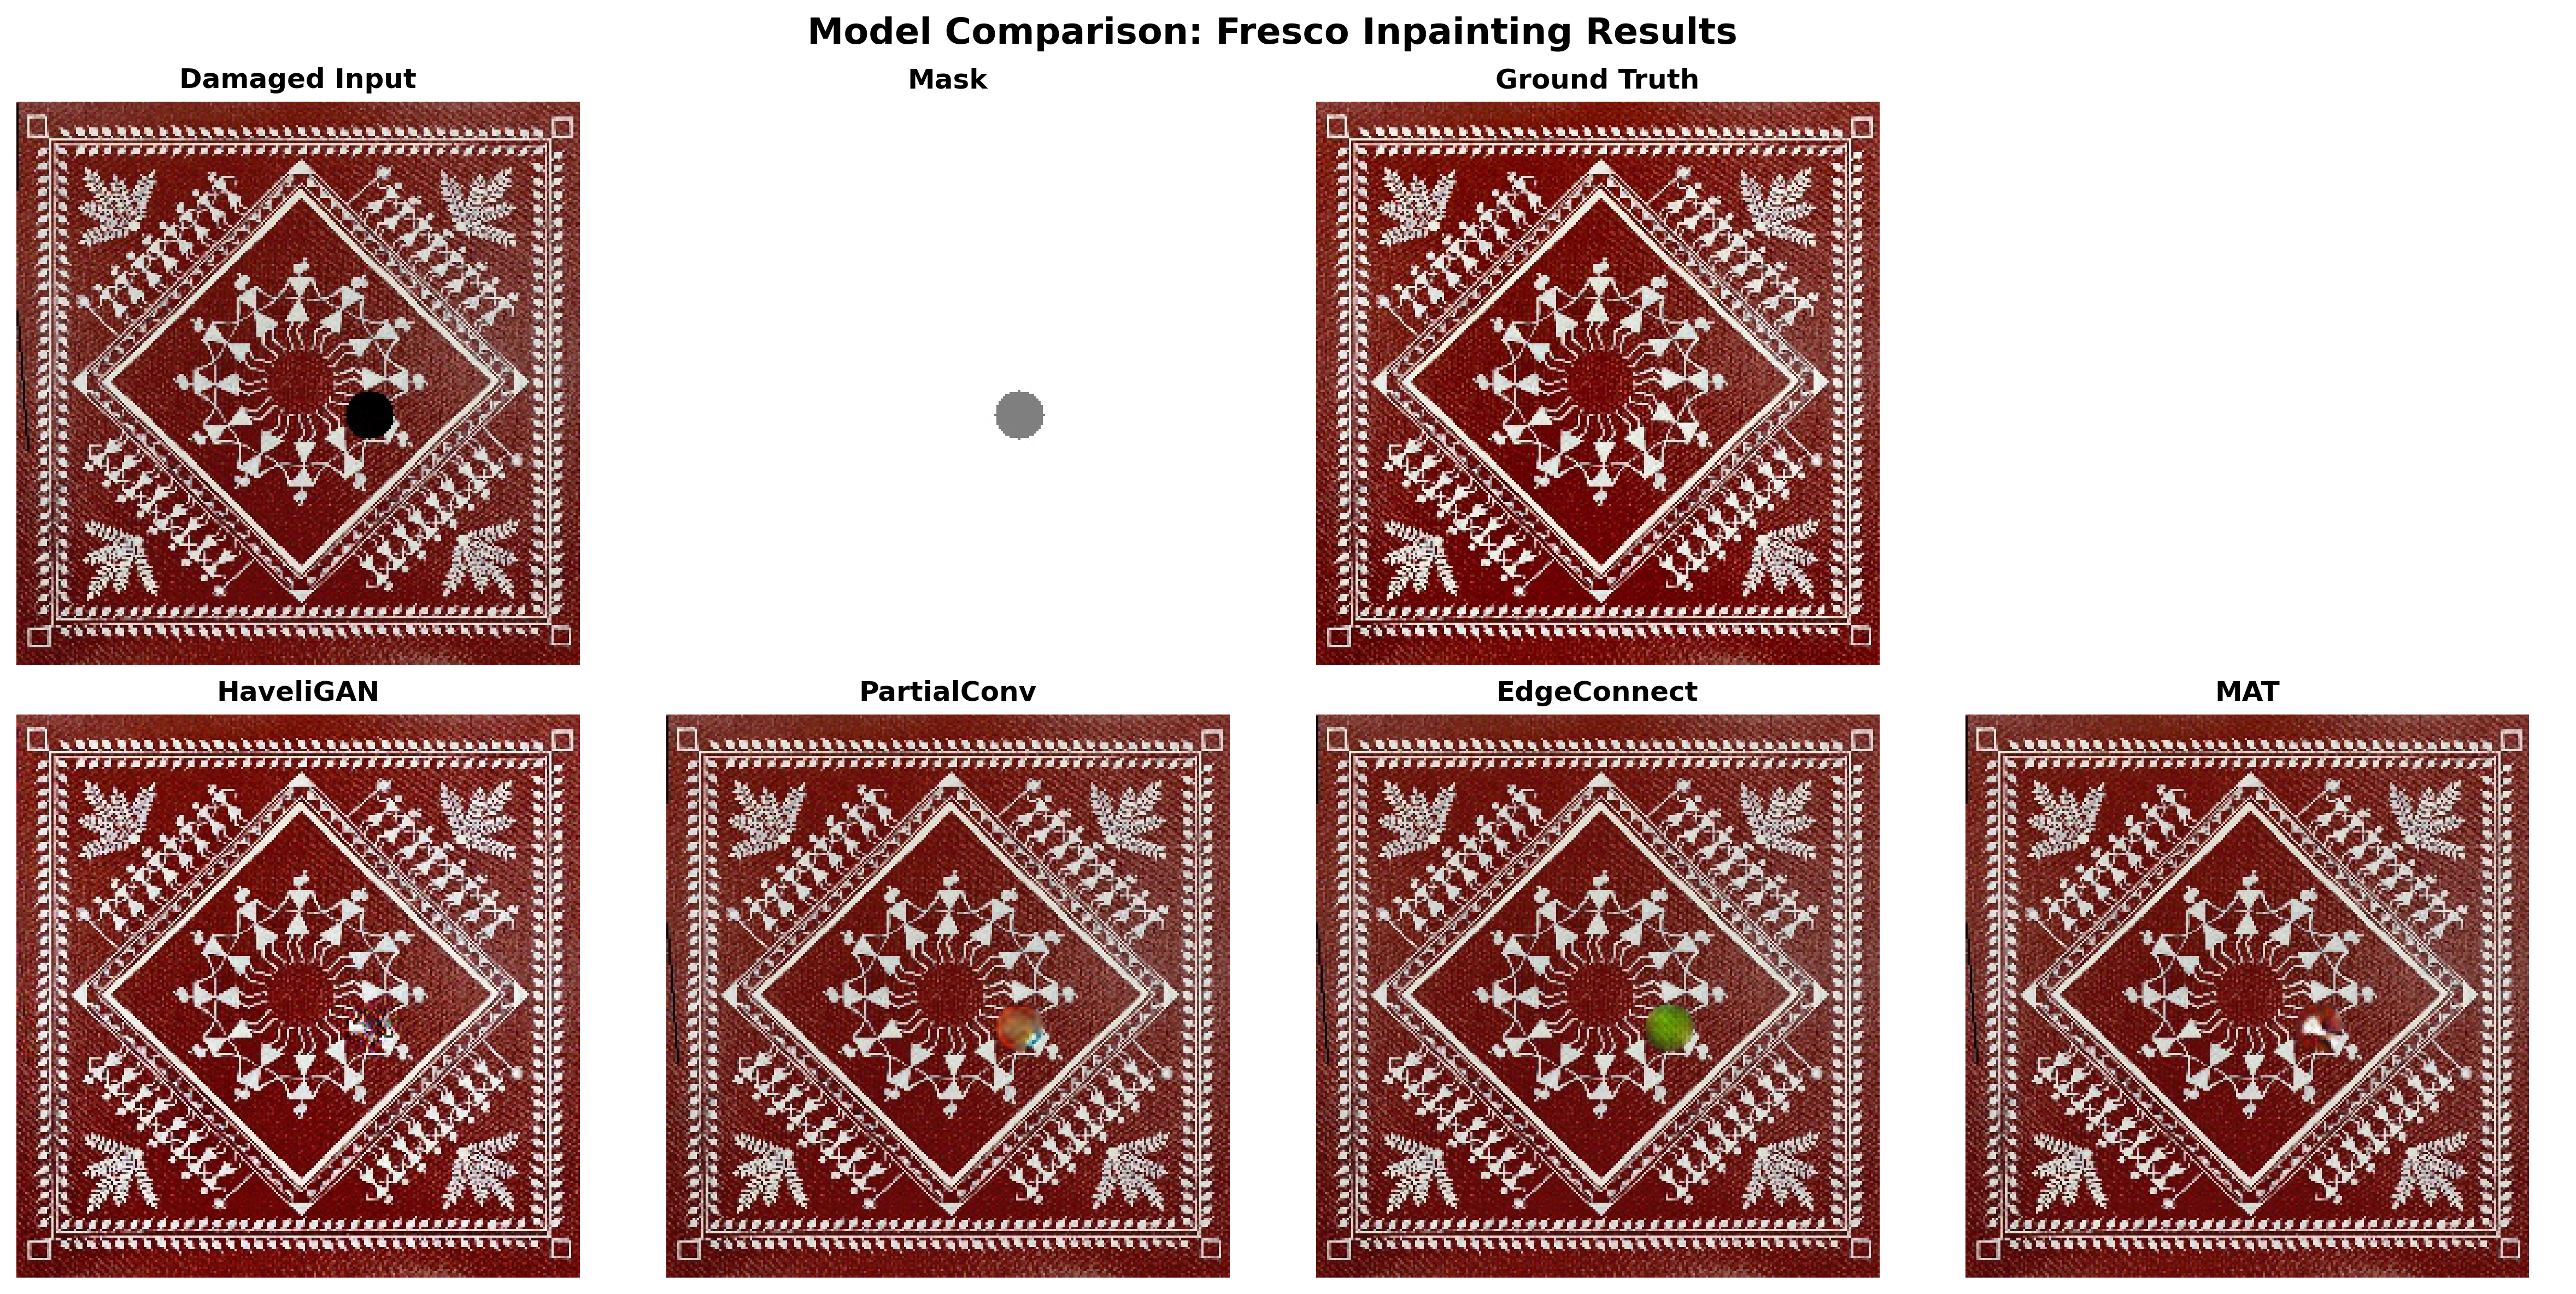 Model Comparison: Fresco Inpainting Results
Damaged Input
Mask
Ground Truth
HaveliGAN
PartialConv
EdgeConnect
MAT